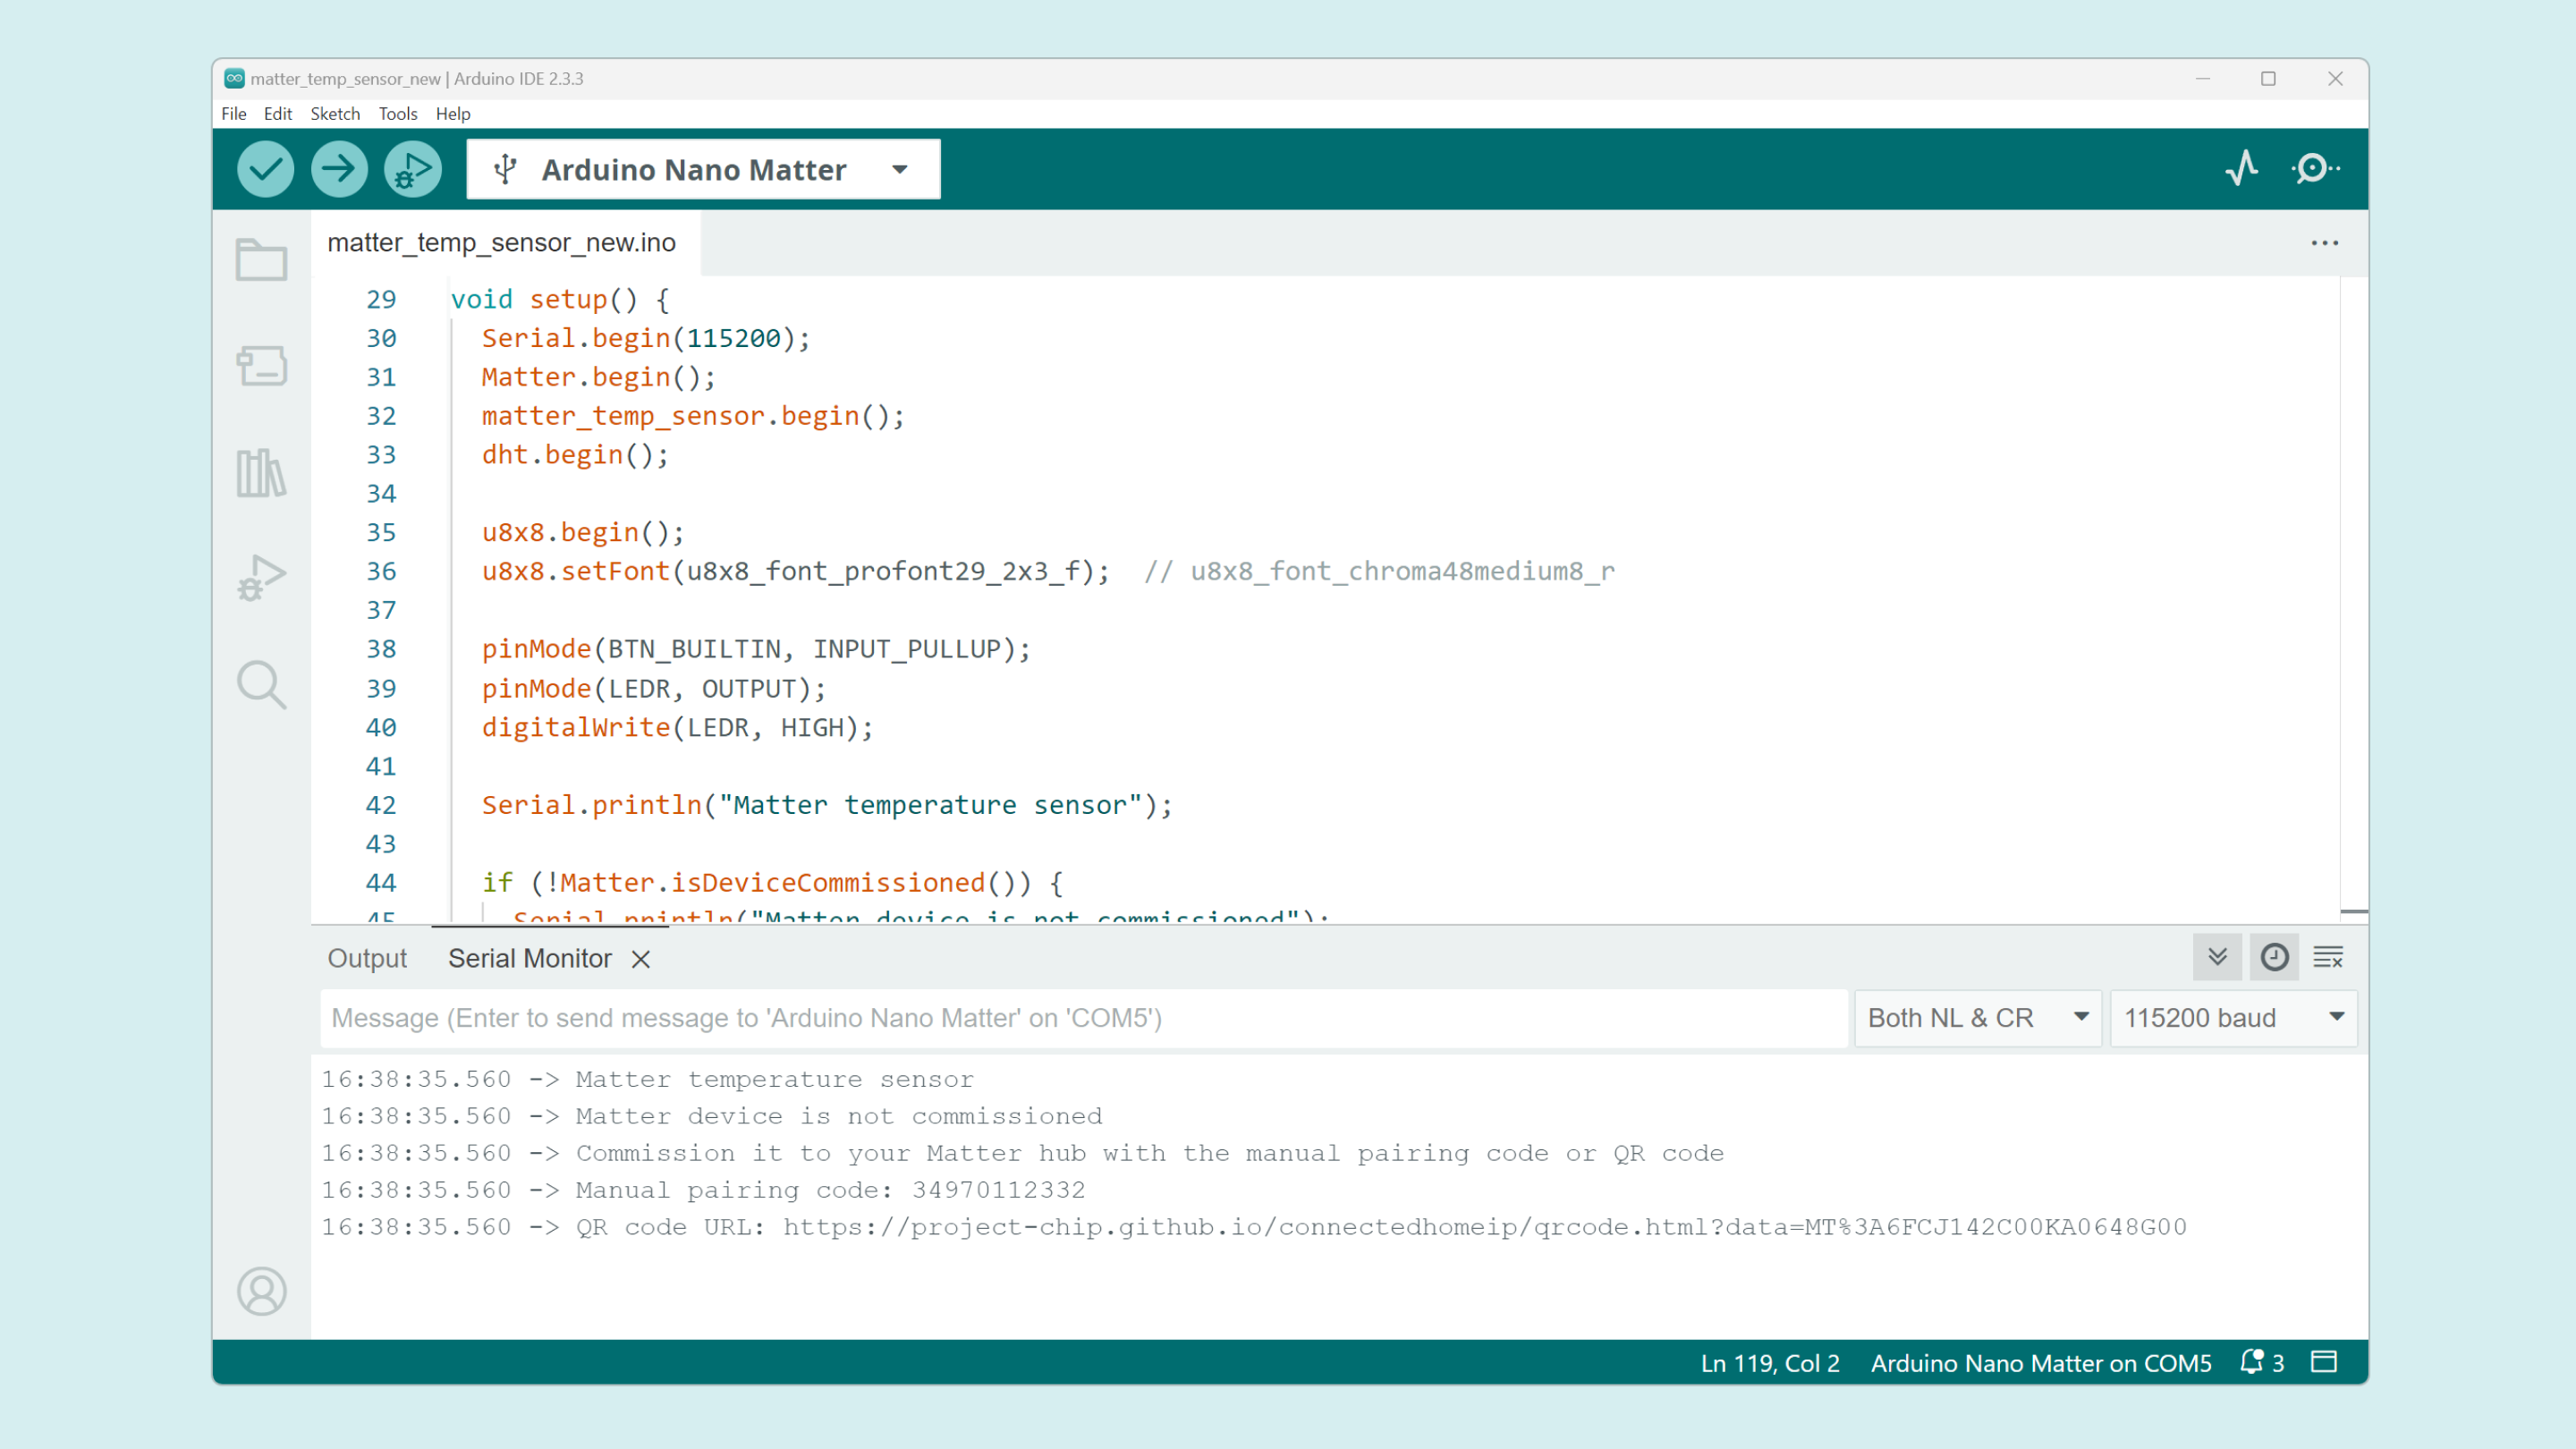 matter_temp_sensor_new | Arduino IDE 2.3.3
File Edit Sketch Tools Help
Arduino Nano Matter
matter_temp_sensor_new.ino
29 void setup() {
30 Serial.begin(115200);
31 Matter.begin();
32 matter_temp_sensor.begin();
33 dht.begin();
34
35 u8x8.begin();
36 u8x8.setFont(u8x8_font_profont29_2x3_f); // u8x8_font_chroma48medium8_r
37
38 pinMode(BTN_BUILTIN, INPUT_PULLUP);
39 pinMode(LEDR, OUTPUT);
40 digitalWrite(LEDR, HIGH);
41
42 Serial.println("Matter temperature sensor");
43
44 if (!Matter.isDeviceCommissioned()) {
45 Serial.println("Matter device is not commissioned");
Output Serial Monitor
Message (Enter to send message to 'Arduino Nano Matter' on 'COM5') Both NL & CR 115200 baud
16:38:35.560 -> Matter temperature sensor
16:38:35.560 -> Matter device is not commissioned
16:38:35.560 -> Commission it to your Matter hub with the manual pairing code or QR code
16:38:35.560 -> Manual pairing code: 34970112332
16:38:35.560 -> QR code URL: https://project-chip.github.io/connectedhomeip/qrcode.html?data=MT%3A6FCJ142C00KA0648G00
Ln 119, Col 2 Arduino Nano Matter on COM5 3